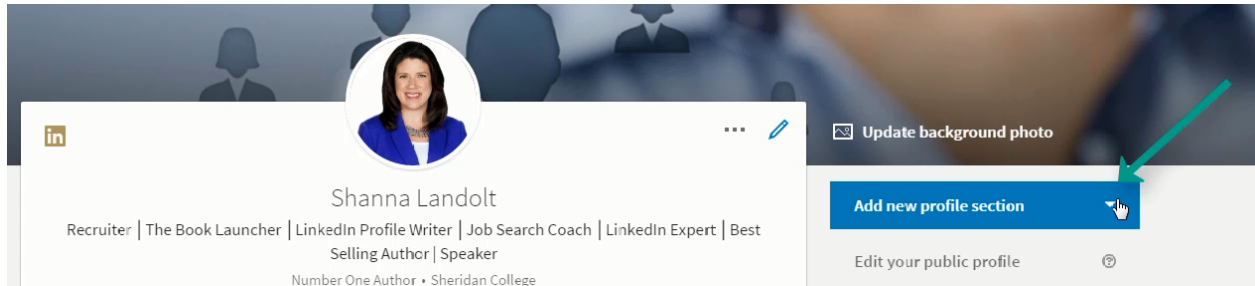 in
Update background photo
Shanna Landolt
Add new profile section
Recruiter | The Book Launcher | LinkedIn Profile Writer | Job Search Coach | LinkedIn Expert | Best
Selling Author | Speaker
Edit your public profile
Number One Author • Sheridan College